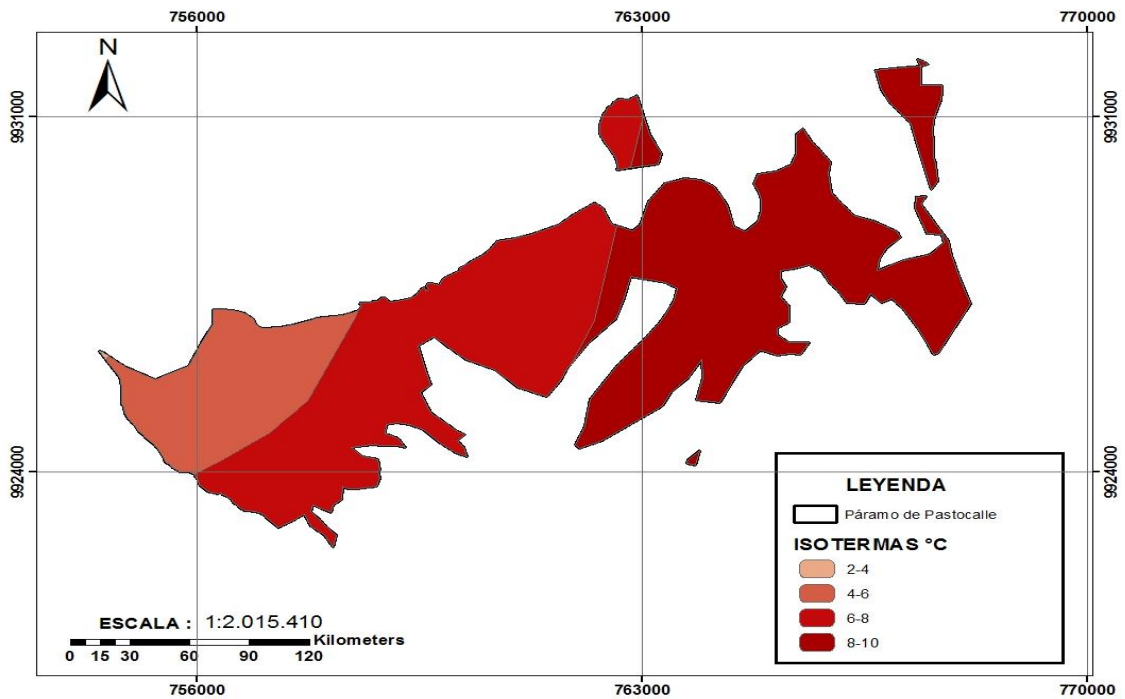 756000 763000 770000
N
9931000 9931000
9924000 9924000
LEYENDA
Páramo de Pastocalle
ISOTERMAS °C
2-4
4-6
6-8
8-10
ESCALA : 1:2.015.410
Kilometers
0 15 30 60 90 120
756000 763000 770000